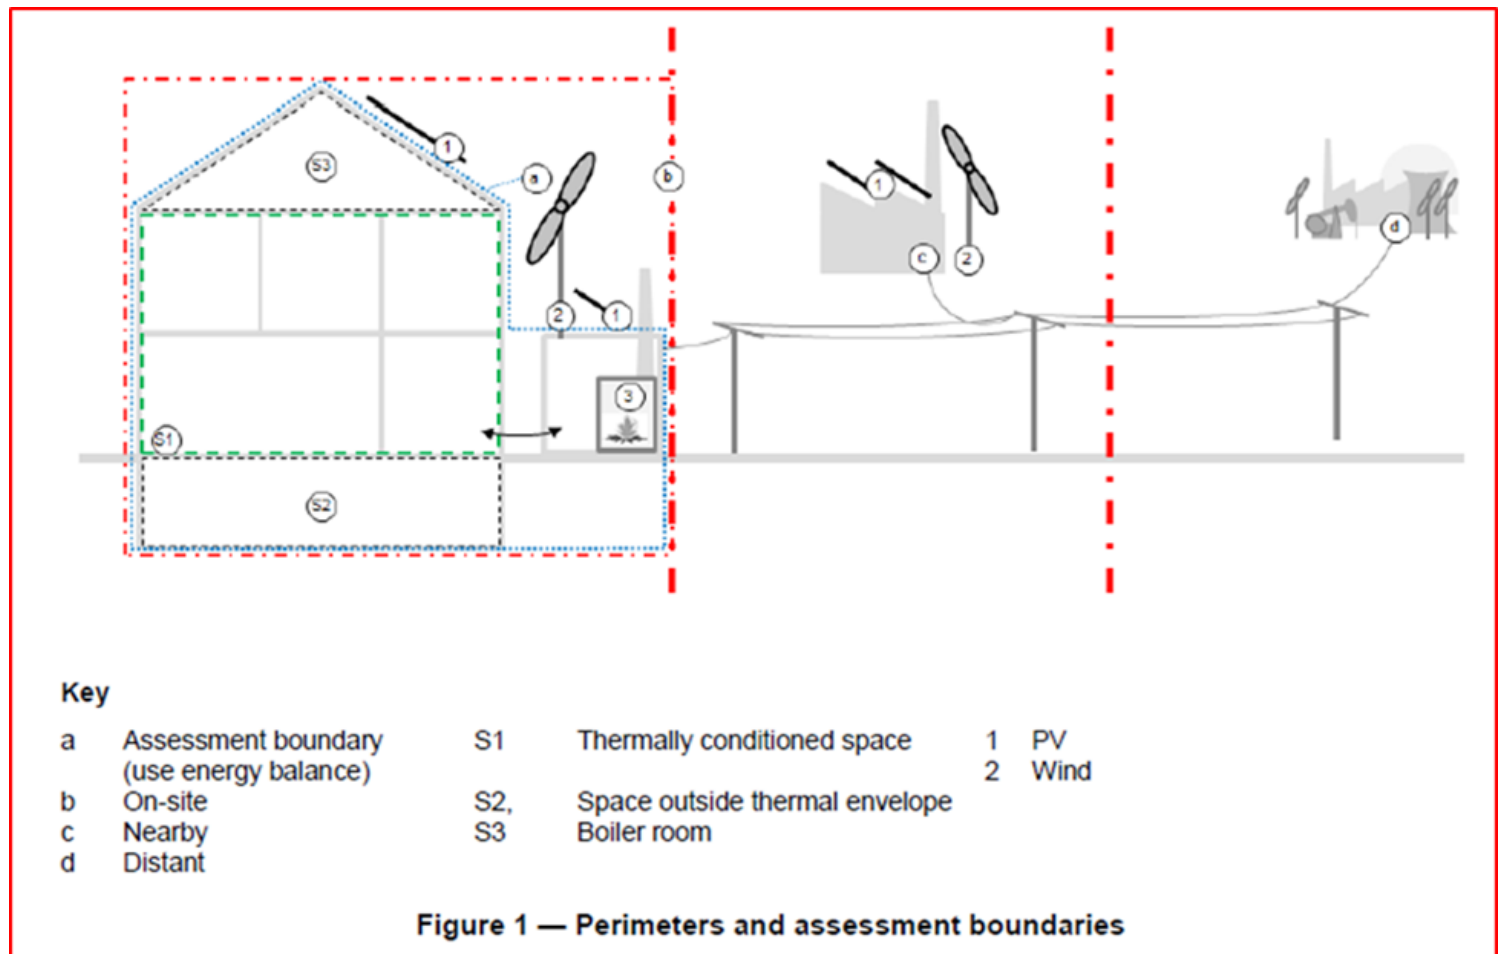 1
S3
a
b
1
c
2
d
2
1
3
S1
S2
Key
a Assessment boundary S1 Thermally conditioned space 1 PV
(use energy balance) 2 Wind
b On-site S2, Space outside thermal envelope
c Nearby S3 Boiler room
d Distant
Figure 1 — Perimeters and assessment boundaries